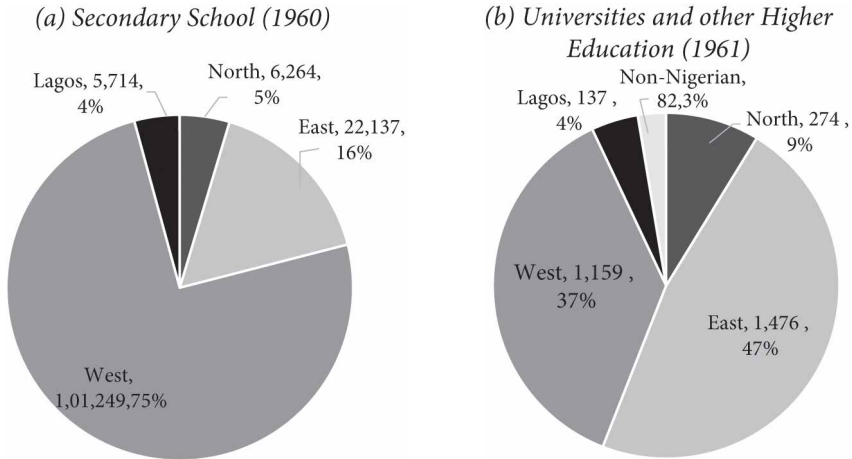 (a) Secondary School (1960)
Lagos, 5,714,
4%
North, 6,264,
5%
East, 22,137,
16%
West,
1,01,249,75%
(b) Universities and other Higher
Education (1961)
Non-Nigerian,
82,3%
Lagos, 137 ,
4%
North, 274 ,
9%
West, 1,159 ,
37%
East, 1,476 ,
47%